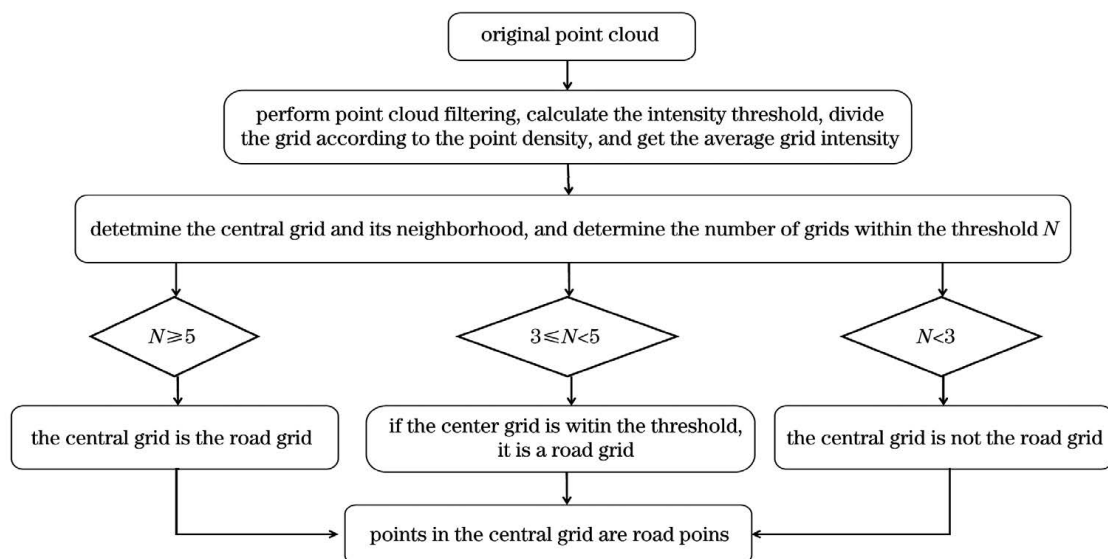 original point cloud
perform point cloud filtering, calculate the intensity threshold, divide
the grid according to the point density, and get the average grid intensity
detetmine the central grid and its neighborhood, and determine the number of grids within the threshold N
N⩾5
3⩽N<5
N<3
the central grid is the road grid
if the center grid is witin the threshold,
it is a road grid
the central grid is not the road grid
points in the central grid are road poins